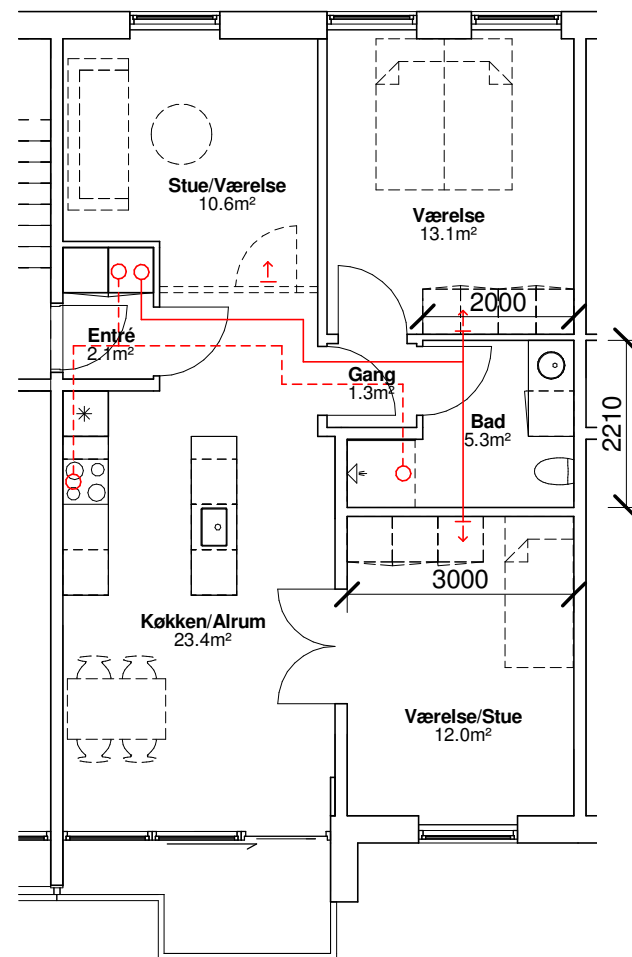 Stue/Værelse
10.6m²
Værelse
13.1m²
2000
Entré
2.1m²
Gang
1.3m²
Bad
5.3m²
2210
3000
Køkken/Alrum
23.4m²
Værelse/Stue
12.0m²